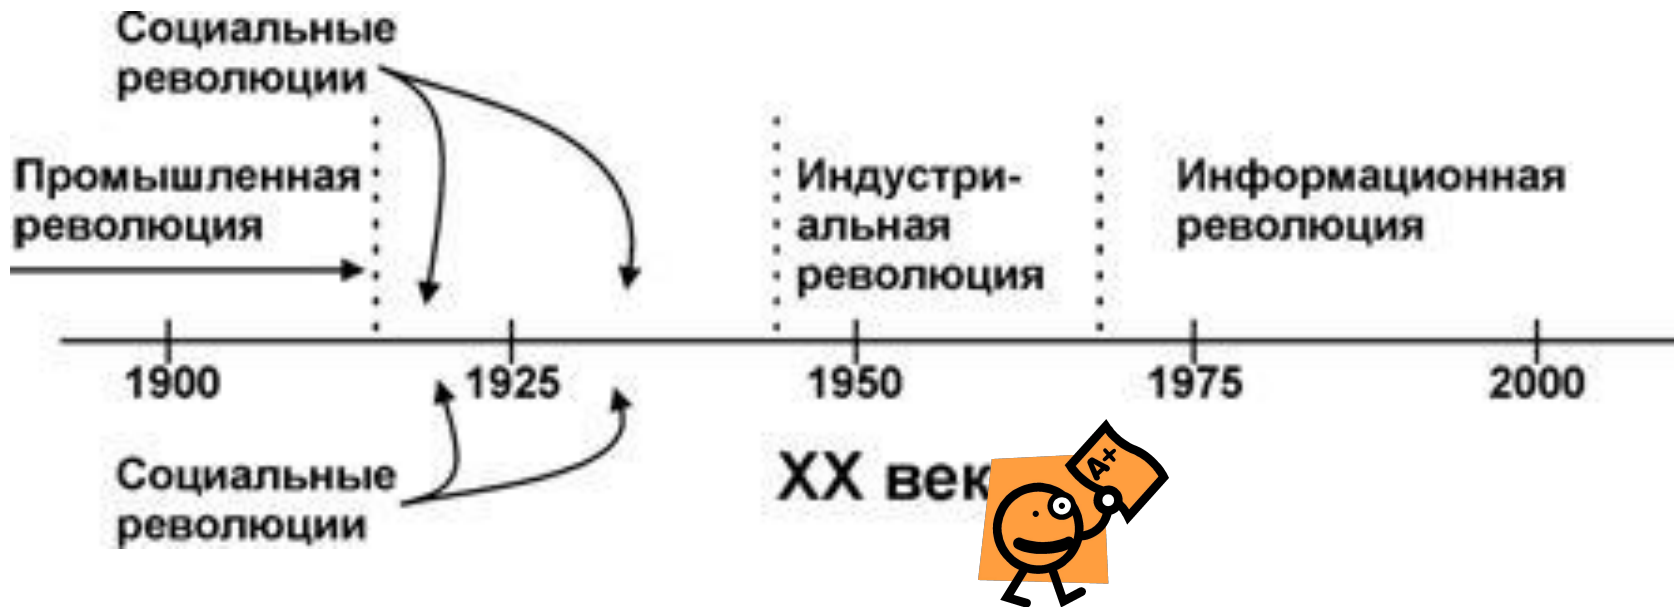 Социальные
революции
Промышленная
революция
Индустри-
альная
революция
Информационная
революция
1900
1925
1950
1975
2000
Социальные
революции
XX век
A+